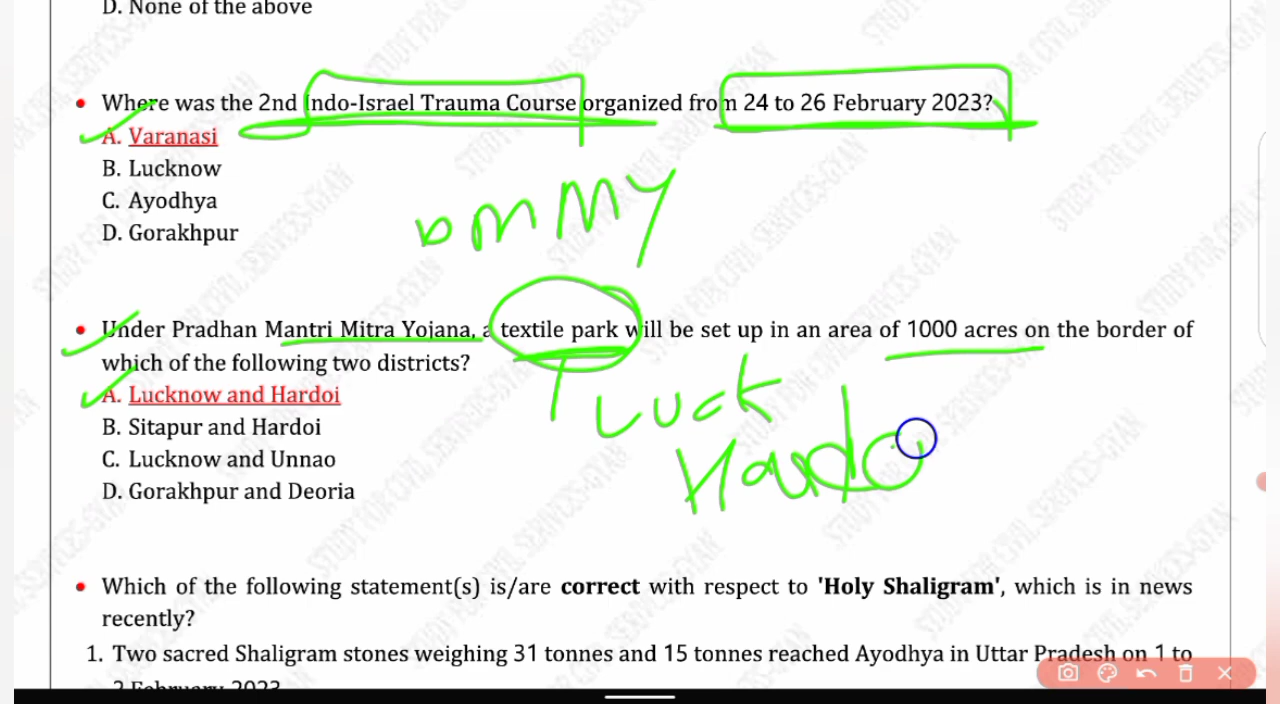 D. None of the above
• Where was the 2nd Indo-Israel Trauma Course organized from 24 to 26 February 2023?
A. Varanasi
B. Lucknow
C. Ayodhya
D. Gorakhpur
• Under Pradhan Mantri Mitra Yojana, a textile park will be set up in an area of 1000 acres on the border of
which of the following two districts?
A. Lucknow and Hardoi
Luck
B. Sitapur and Hardoi
C. Lucknow and Unnao
Hardo
D. Gorakhpur and Deoria
• Which of the following statement(s) is/are correct with respect to 'Holy Shaligram', which is in news
recently?
1. Two sacred Shaligram stones weighing 31 tonnes and 15 tonnes reached Ayodhya in Uttar Pradesh on 1 to
2 February 2023